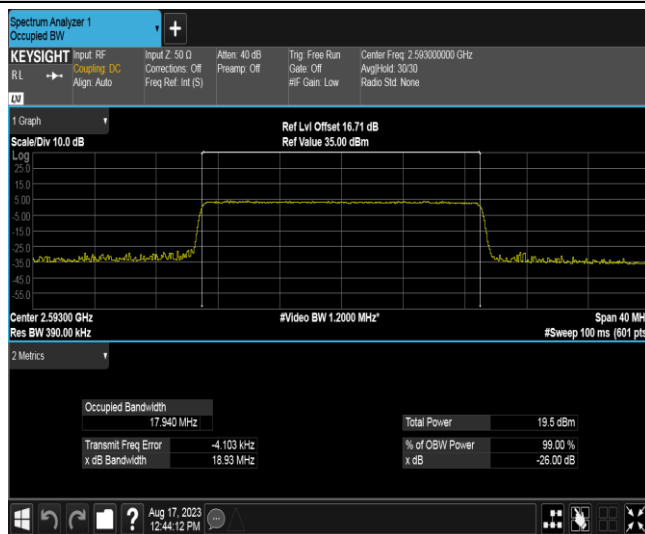 Spectrum Analyzer 1
Occupied BW
+
KEYSIGHT
RL
LXI
Input: RF
Coupling: DC
Align: Auto
Input Z: 50 Ω
Corrections: Off
Freq Ref: Int (S)
Atten: 40 dB
Preamp: Off
Trig: Free Run
Gate: Off
#IF Gain: Low
Center Freq: 2.593000000 GHz
Avg|Hold: 30/30
Radio Std: None
1 Graph
Scale/Div 10.0 dB
Ref Lvl Offset 16.71 dB
Ref Value 35.00 dBm
Log
25.0
15.0
5.00
-5.00
-15.0
-25.0
-35.0
-45.0
-55.0
Center 2.59300 GHz
Res BW 390.00 kHz
#Video BW 1.2000 MHz*
Span 40 MH
#Sweep 100 ms (601 pts
2 Metrics
Occupied Bandwidth
17.940 MHz
Transmit Freq Error -4.103 kHz
x dB Bandwidth 18.93 MHz
Total Power 19.5 dBm
% of OBW Power 99.00 %
x dB -26.00 dB
?
Aug 17, 2023
12:44:12 PM